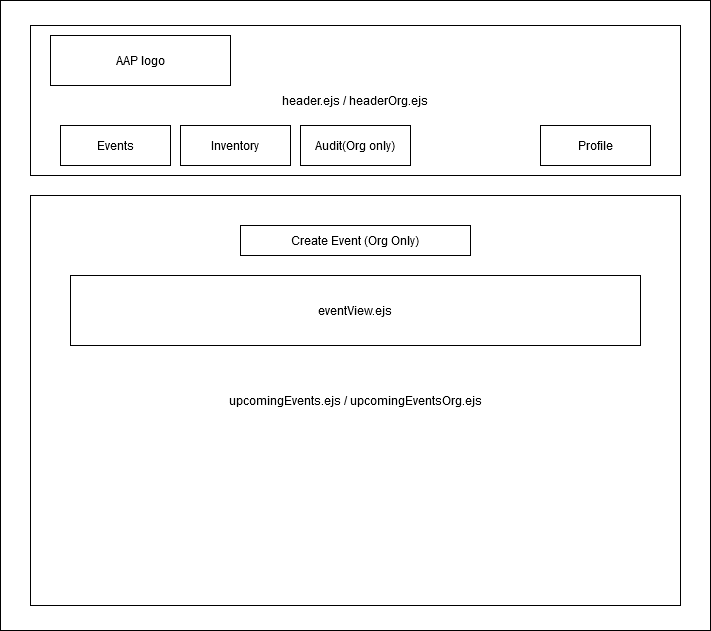 AAP logo
header.ejs / headerOrg.ejs
Events
Inventory
Audit(Org only)
Profile
Create Event (Org Only)
eventView.ejs
upcomingEvents.ejs / upcomingEventsOrg.ejs